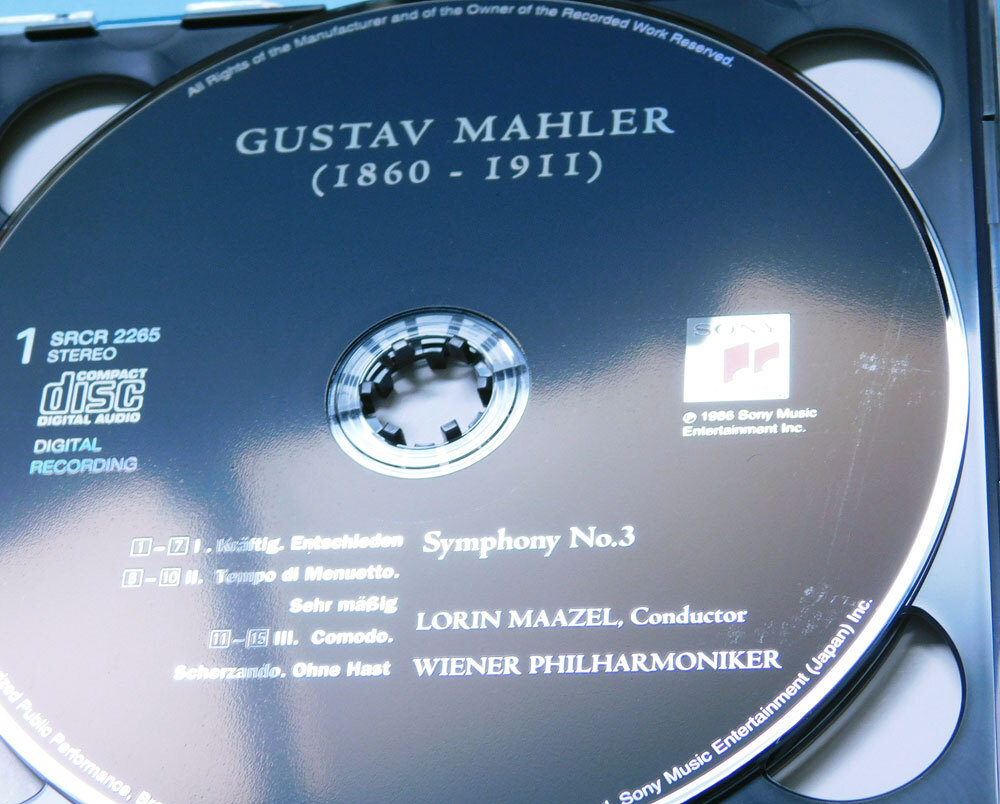 All Rights of the Manufacturer and of the Owner of the Recorded Work Reserved.
GUSTAV MAHLER
(1860 - 1911)
1 SRCR 2265
STEREO
COMPACT
disc
DIGITAL AUDIO
DIGITAL
RECORDING
SONY
℗ 1986 Sony Music
Entertainment Inc.
1-7 I. Kräftig. Entschieden
8-10 II. Tempo di Menuetto.
Sehr mäßig
11-15 III. Comodo.
Scherzando. Ohne Hast
Symphony No.3
LORIN MAAZEL, Conductor
WIENER PHILHARMONIKER
Public Performance,
Sony Music Entertainment (Japan) Inc.